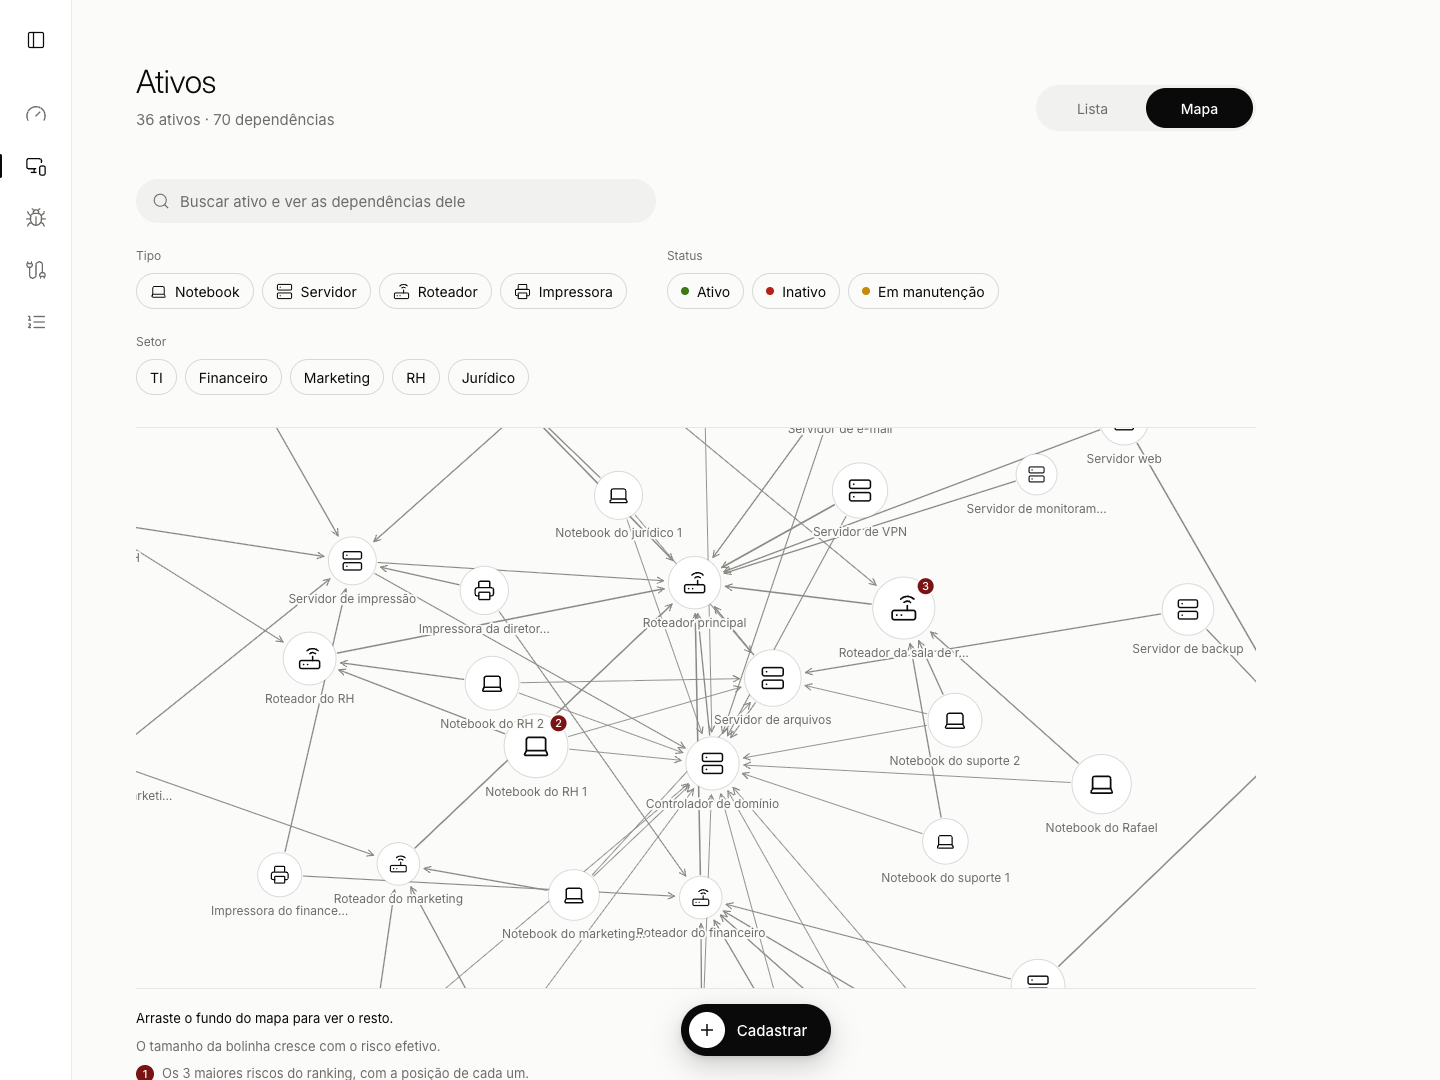 Ativos
36 ativos · 70 dependências
Lista
Mapa
Buscar ativo e ver as dependências dele
Tipo
Notebook
Servidor
Roteador
Impressora
Status
Ativo
Inativo
Em manutenção
Setor
TI
Financeiro
Marketing
RH
Jurídico
Servidor de e-mail
Servidor web
Servidor de monitoram...
Notebook do jurídico 1
Servidor de VPN
Servidor de impressão
Impressora da diretor...
Roteador principal
3
Roteador da sala de r...
Servidor de backup
Roteador do RH
Notebook do RH 2
2
Servidor de arquivos
Notebook do suporte 2
Notebook do RH 1
Controlador de domínio
Notebook do Rafael
rketi...
Notebook do suporte 1
Roteador do marketing
Impressora do finance...
Notebook do marketing...
Roteador do financeiro
Arraste o fundo do mapa para ver o resto.
Cadastrar
O tamanho da bolinha cresce com o risco efetivo.
1 Os 3 maiores riscos do ranking, com a posição de cada um.